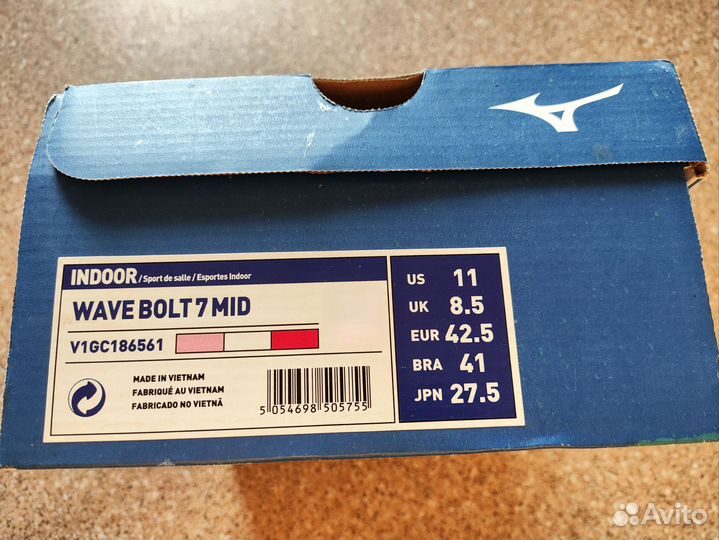 INDOOR / Sport de salle / Esportes Indoor
WAVE BOLT 7 MID
V1GC186561
MADE IN VIETNAM
FABRIQUÉ AU VIETNAM
FABRICADO NO VIETNÃ
5 054698 505755
US 11
UK 8.5
EUR 42.5
BRA 41
JPN 27.5
Avito